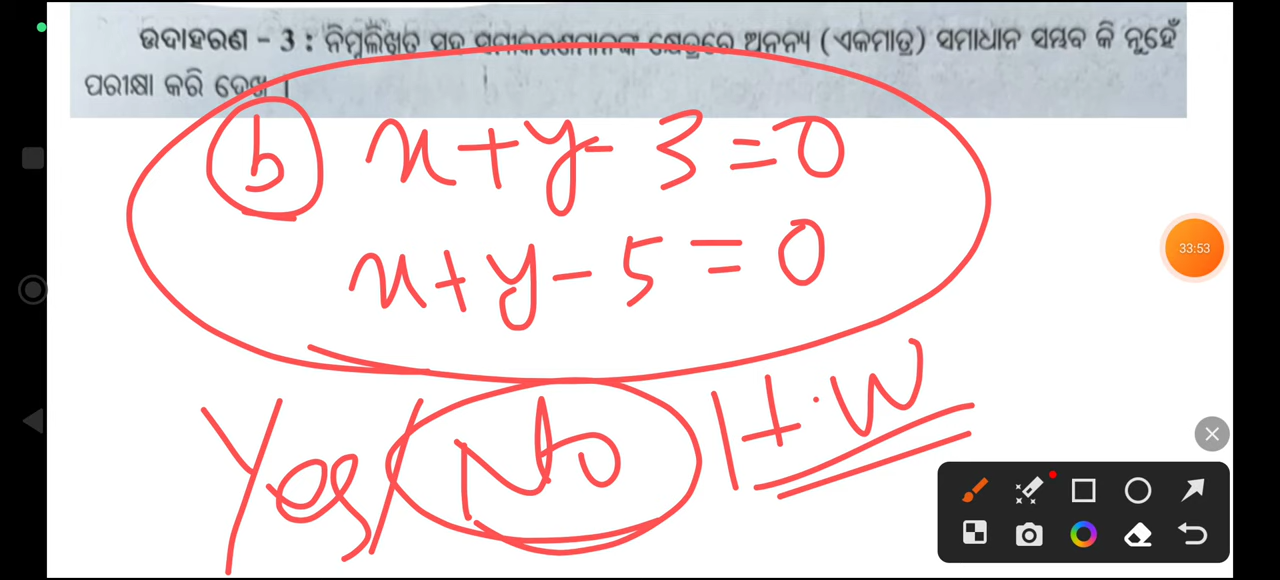 ଉଦାହରଣ – 3 : ନିମ୍ନଲିଖିତ ସହ ସମୀକରଣମାନଙ୍କ କ୍ଷେତ୍ରରେ ଅନନ୍ୟ (ଏକମାତ୍ର) ସମାଧାନ ସମ୍ଭବ କି ନୁହେଁ
ପରୀକ୍ଷା କରି ଦେଖ ।
b x+y-3=0
x+y-5=0
33:53
Yes/No H.W